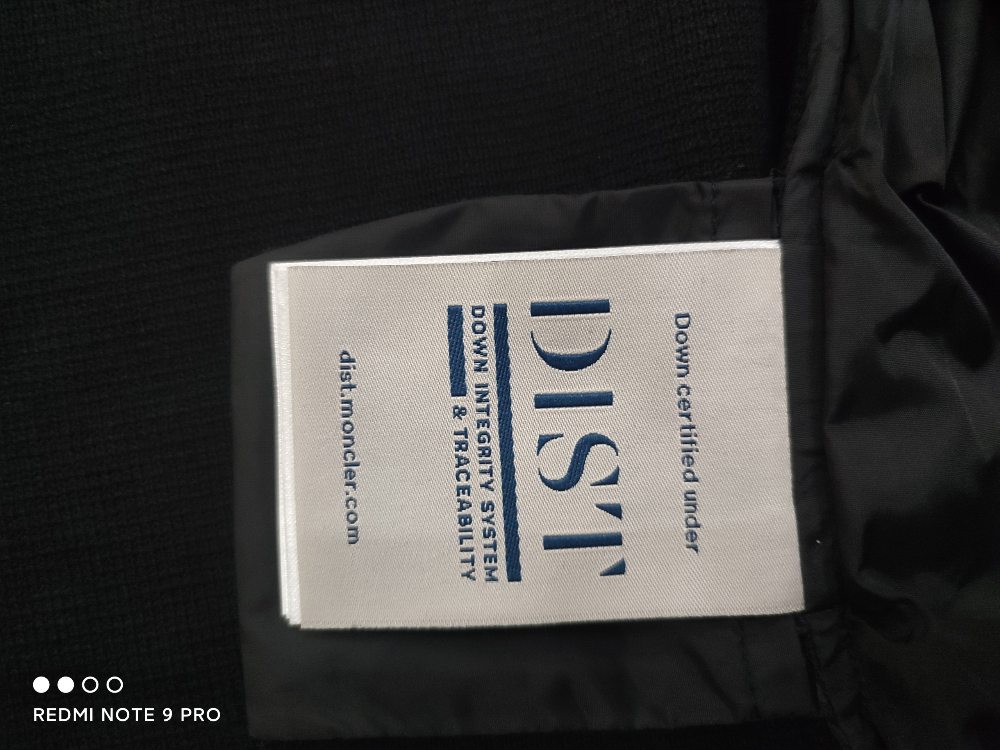 Down certified under
DIST
DOWN INTEGRITY SYSTEM
& TRACEABILITY
dist.moncler.com
REDMI NOTE 9 PRO